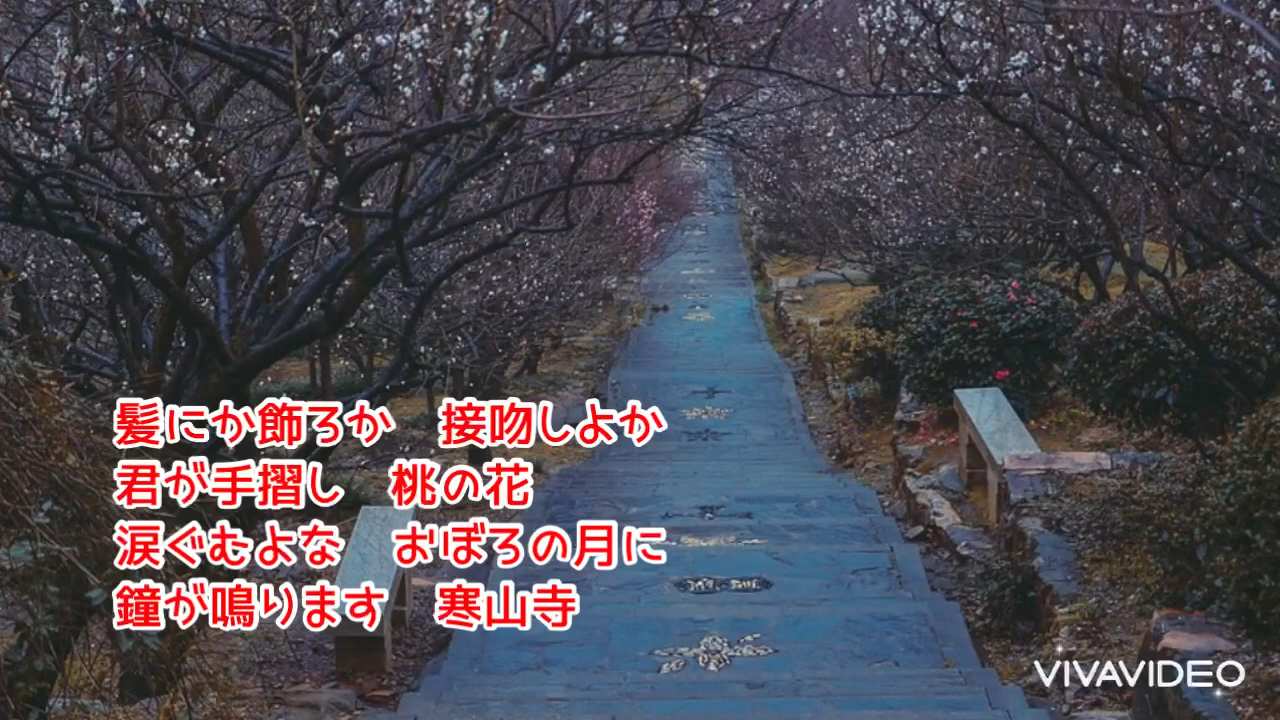 髪にか飾ろか　接吻しよか
君が手摺し　桃の花
涙ぐむよな　おぼろの月に
鐘が鳴ります　寒山寺
VIVAVIDEO